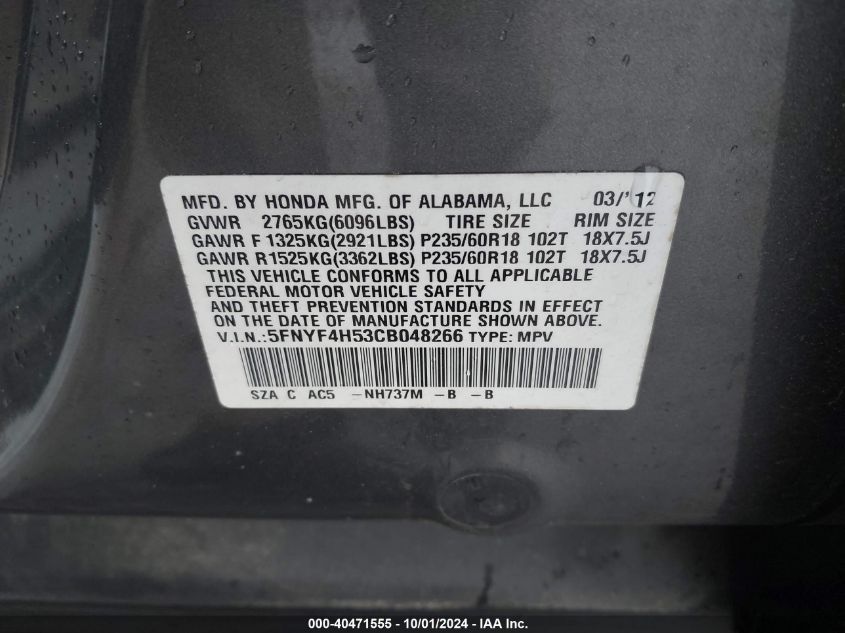 MFD. BY HONDA MFG. OF ALABAMA, LLC 03/'12
GVWR 2765KG(6096LBS) TIRE SIZE RIM SIZE
GAWR F 1325KG(2921LBS) P235/60R18 102T 18X7.5J
GAWR R1525KG(3362LBS) P235/60R18 102T 18X7.5J
THIS VEHICLE CONFORMS TO ALL APPLICABLE
FEDERAL MOTOR VEHICLE SAFETY
AND THEFT PREVENTION STANDARDS IN EFFECT
ON THE DATE OF MANUFACTURE SHOWN ABOVE.
V.I.N.:5FNYF4H53CB048266 TYPE: MPV
SZA C AC5 -NH737M -B -B
000-40471555 - 10/01/2024 - IAA Inc.